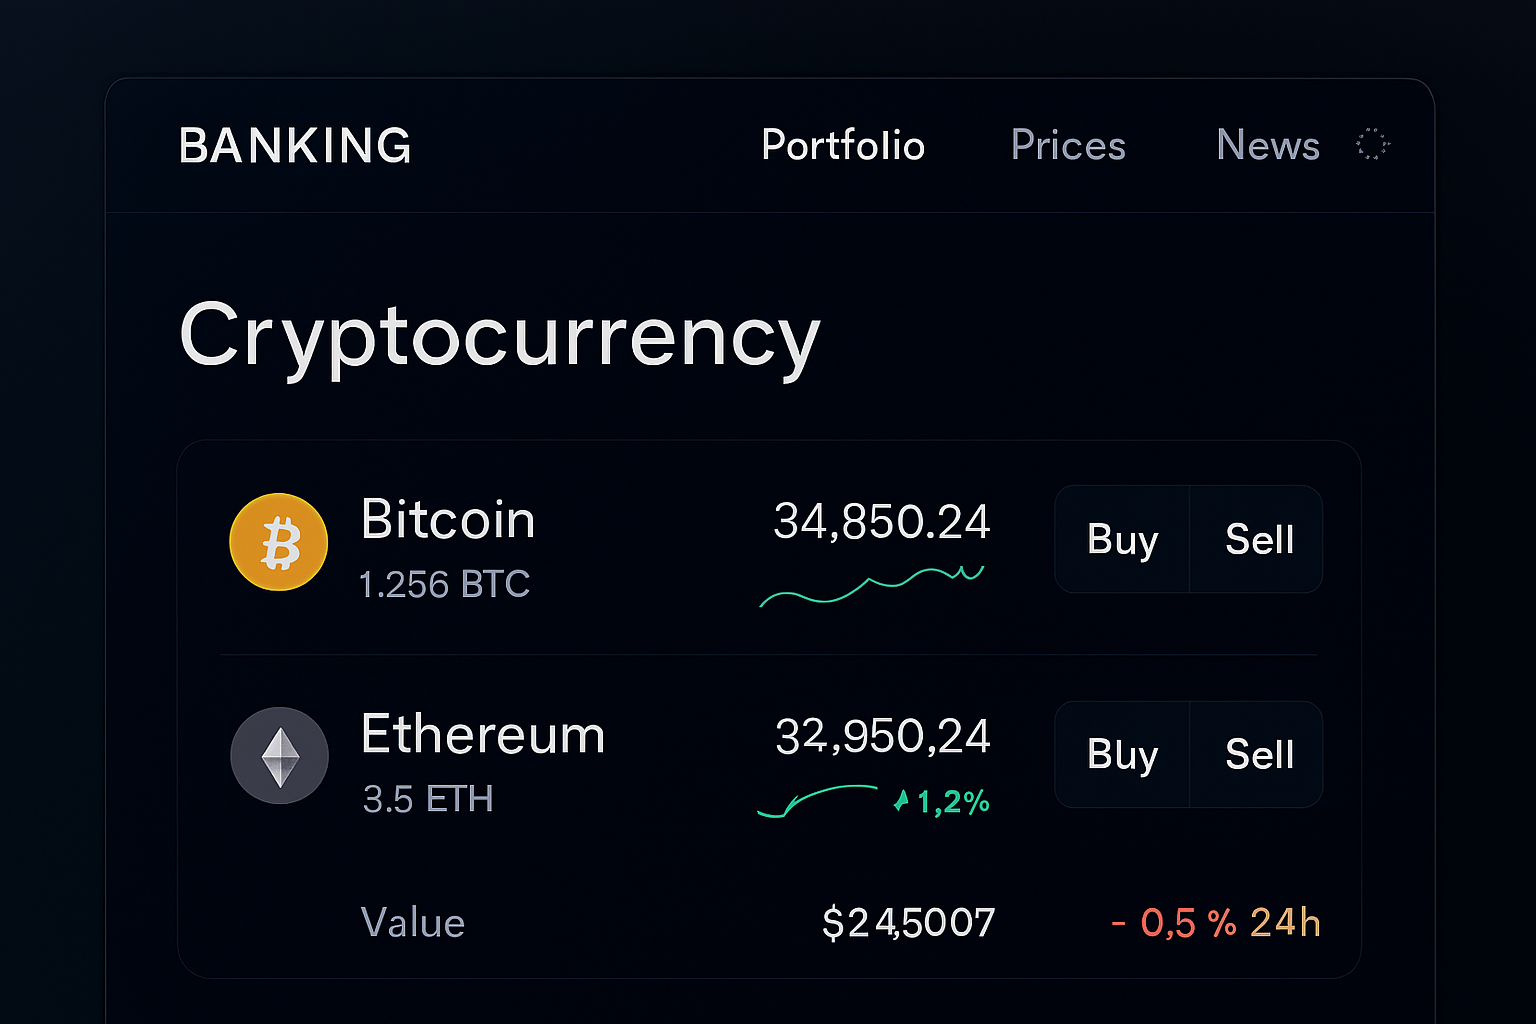 BANKING Portfolio Prices News
Cryptocurrency
Bitcoin 34,850.24 Buy Sell
1.256 BTC
Ethereum 32,950,24 Buy Sell
3.5 ETH 1,2%
Value $24,5007 - 0,5 % 24h